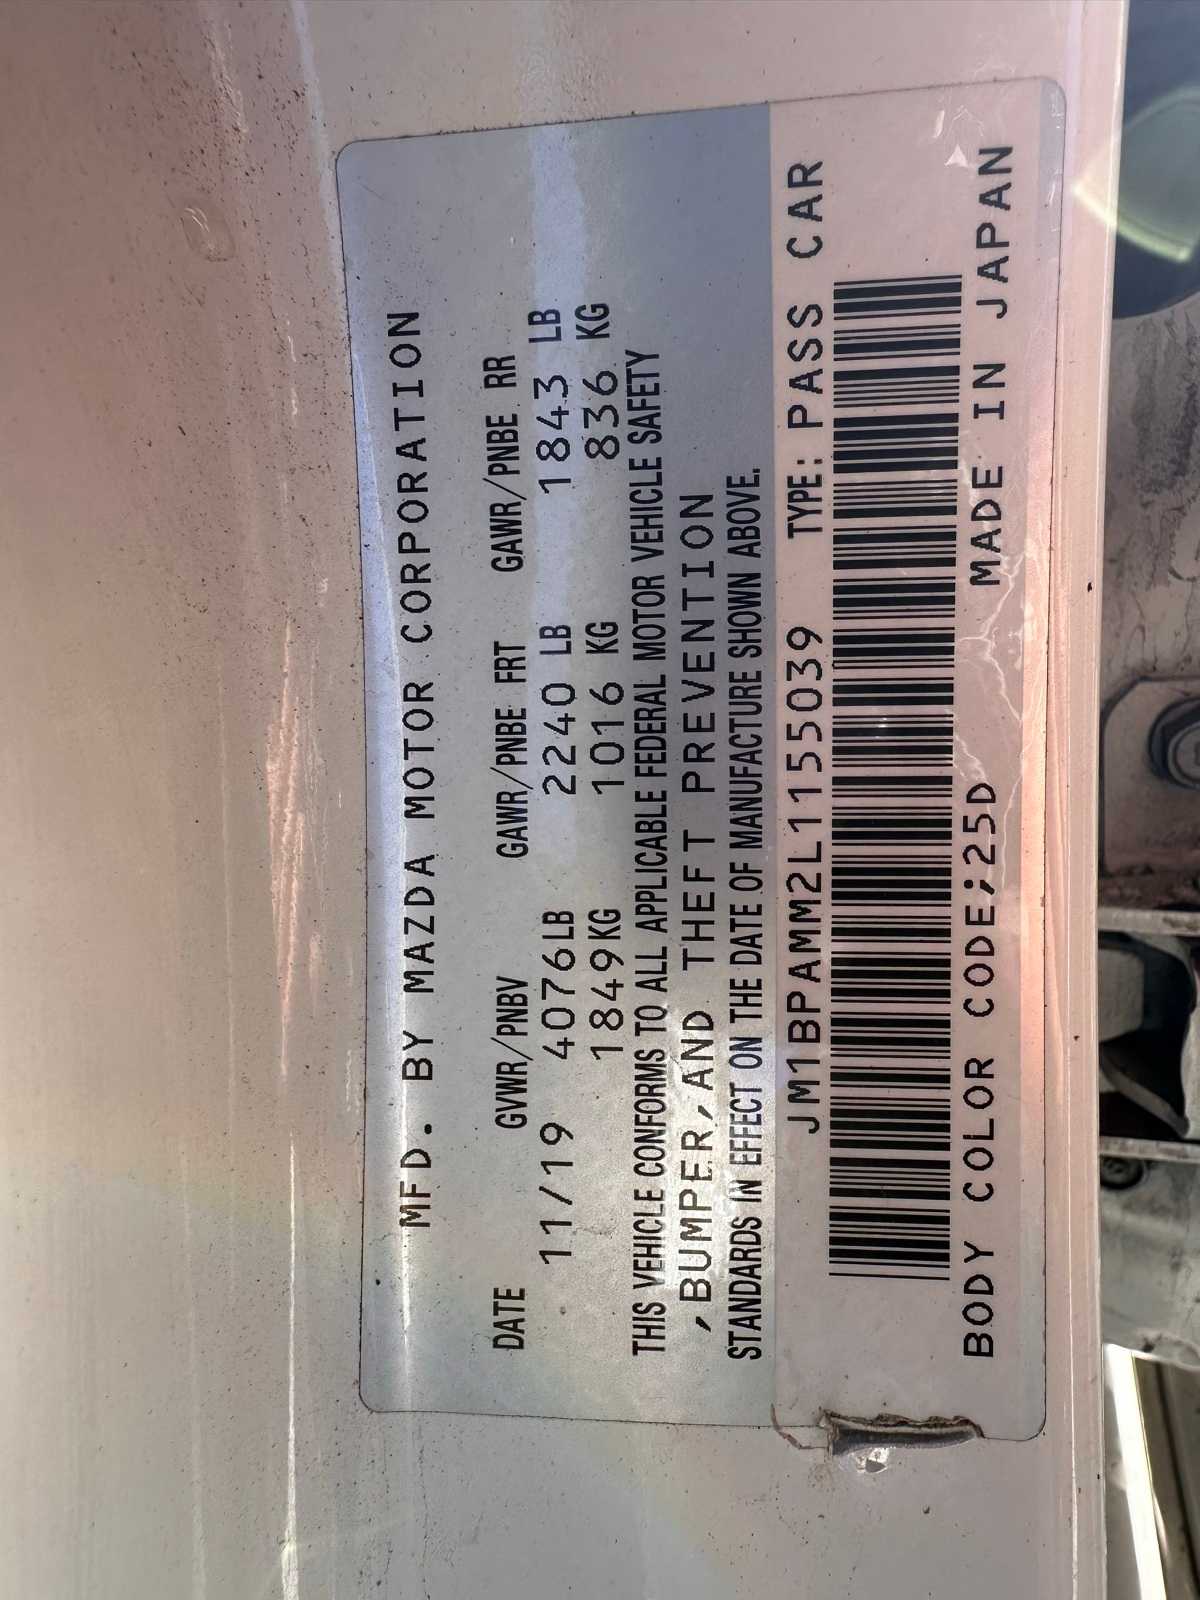 MFD. BY MAZDA MOTOR CORPORATION
DATE GVWR/PNBV GAWR/PNBE FRT GAWR/PNBE RR
11/19 4076LB 2240 LB 1843 LB
1849KG 1016 KG 836 KG
THIS VEHICLE CONFORMS TO ALL APPLICABLE FEDERAL MOTOR VEHICLE SAFETY
,BUMPER,AND THEFT PREVENTION
STANDARDS IN EFFECT ON THE DATE OF MANUFACTURE SHOWN ABOVE.
JM1BPAMM2L1155039 TYPE: PASS CAR
BODY COLOR CODE;25D MADE IN JAPAN